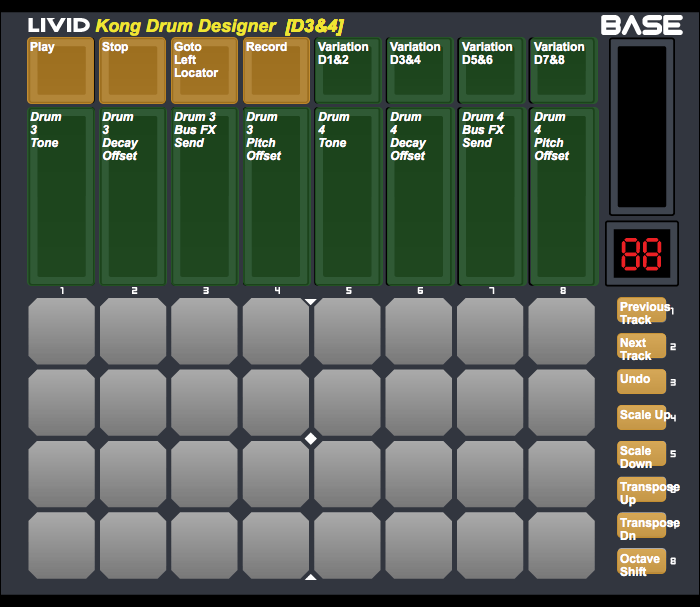 LIVID Kong Drum Designer [D3&4] BASE
Play
Stop
Goto
Left
Locator
Record
Variation
D1&2
Variation
D3&4
Variation
D5&6
Variation
D7&8
Drum
3
Tone
Drum
3
Decay
Offset
Drum 3
Bus FX
Send
Drum
3
Pitch
Offset
Drum
4
Tone
Drum
4
Decay
Offset
Drum 4
Bus FX
Send
Drum
4
Pitch
Offset
88
1 2 3 4 5 6 7 8
Previous 1
Track
Next 2
Track
Undo 3
Scale Up 4
Scale 5
Down
Transpose
Up
Transpose
Dn
Octave 8
Shift